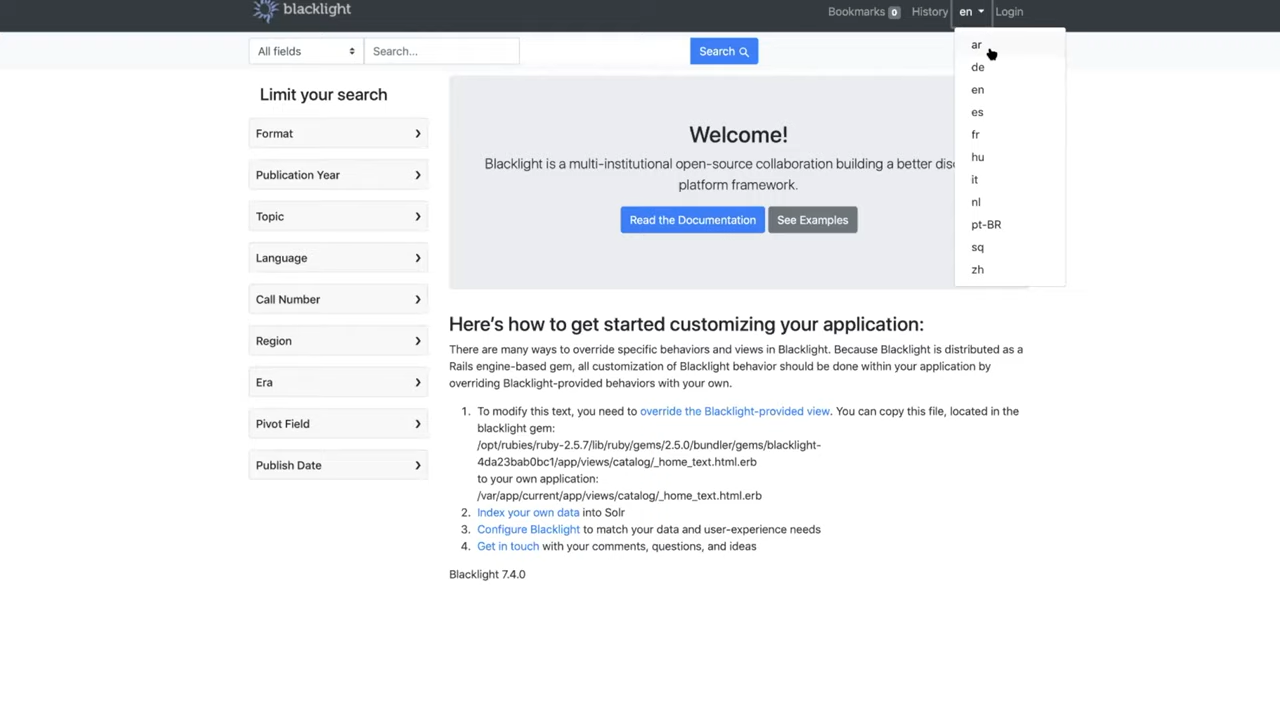 blacklight
Bookmarks 0 History en Login
All fields Search... Search
ar
de
en
es
fr
hu
it
nl
pt-BR
sq
zh
Limit your search
Format
Publication Year
Topic
Language
Call Number
Region
Era
Pivot Field
Publish Date
Welcome!
Blacklight is a multi-institutional open-source collaboration building a better
platform framework.
Read the Documentation See Examples
Here’s how to get started customizing your application:
There are many ways to override specific behaviors and views in Blacklight. Because Blacklight is distributed as a
Rails engine-based gem, all customization of Blacklight behavior should be done within your application by
overriding Blacklight-provided behaviors with your own.
1. To modify this text, you need to override the Blacklight-provided view. You can copy this file, located in the
blacklight gem:
/opt/rubies/ruby-2.5.7/lib/ruby/gems/2.5.0/bundler/gems/blacklight-
4da23bab0bc1/app/views/catalog/_home_text.html.erb
to your own application:
/var/app/current/app/views/catalog/_home_text.html.erb
2. Index your own data into Solr
3. Configure Blacklight to match your data and user-experience needs
4. Get in touch with your comments, questions, and ideas
Blacklight 7.4.0